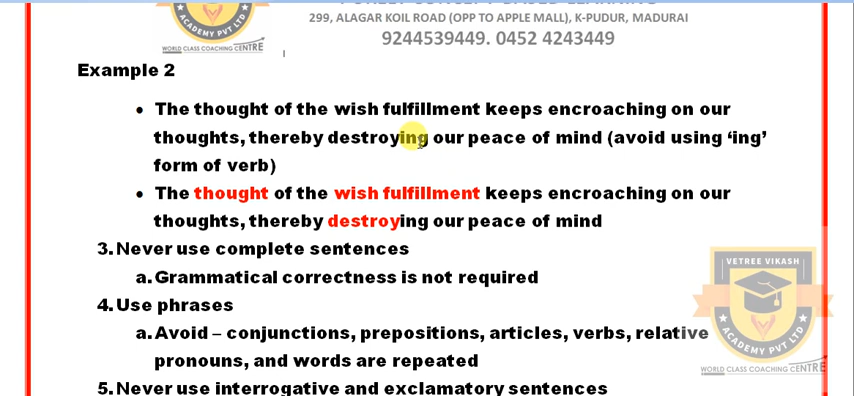 ACADEMY PVT LTD
WORLD CLASS COACHING CENTRE
299, ALAGAR KOIL ROAD (OPP TO APPLE MALL), K-PUDUR, MADURAI
9244539449. 0452 4243449
Example 2
• The thought of the wish fulfillment keeps encroaching on our
thoughts, thereby destroying our peace of mind (avoid using ‘ing’
form of verb)
• The thought of the wish fulfillment keeps encroaching on our
thoughts, thereby destroying our peace of mind
3. Never use complete sentences
a. Grammatical correctness is not required
4. Use phrases
a. Avoid – conjunctions, prepositions, articles, verbs, relative
pronouns, and words are repeated
5. Never use interrogative and exclamatory sentences
VETREE VIKASH
ACADEMY PVT LTD
WORLD CLASS COACHING CENTRE